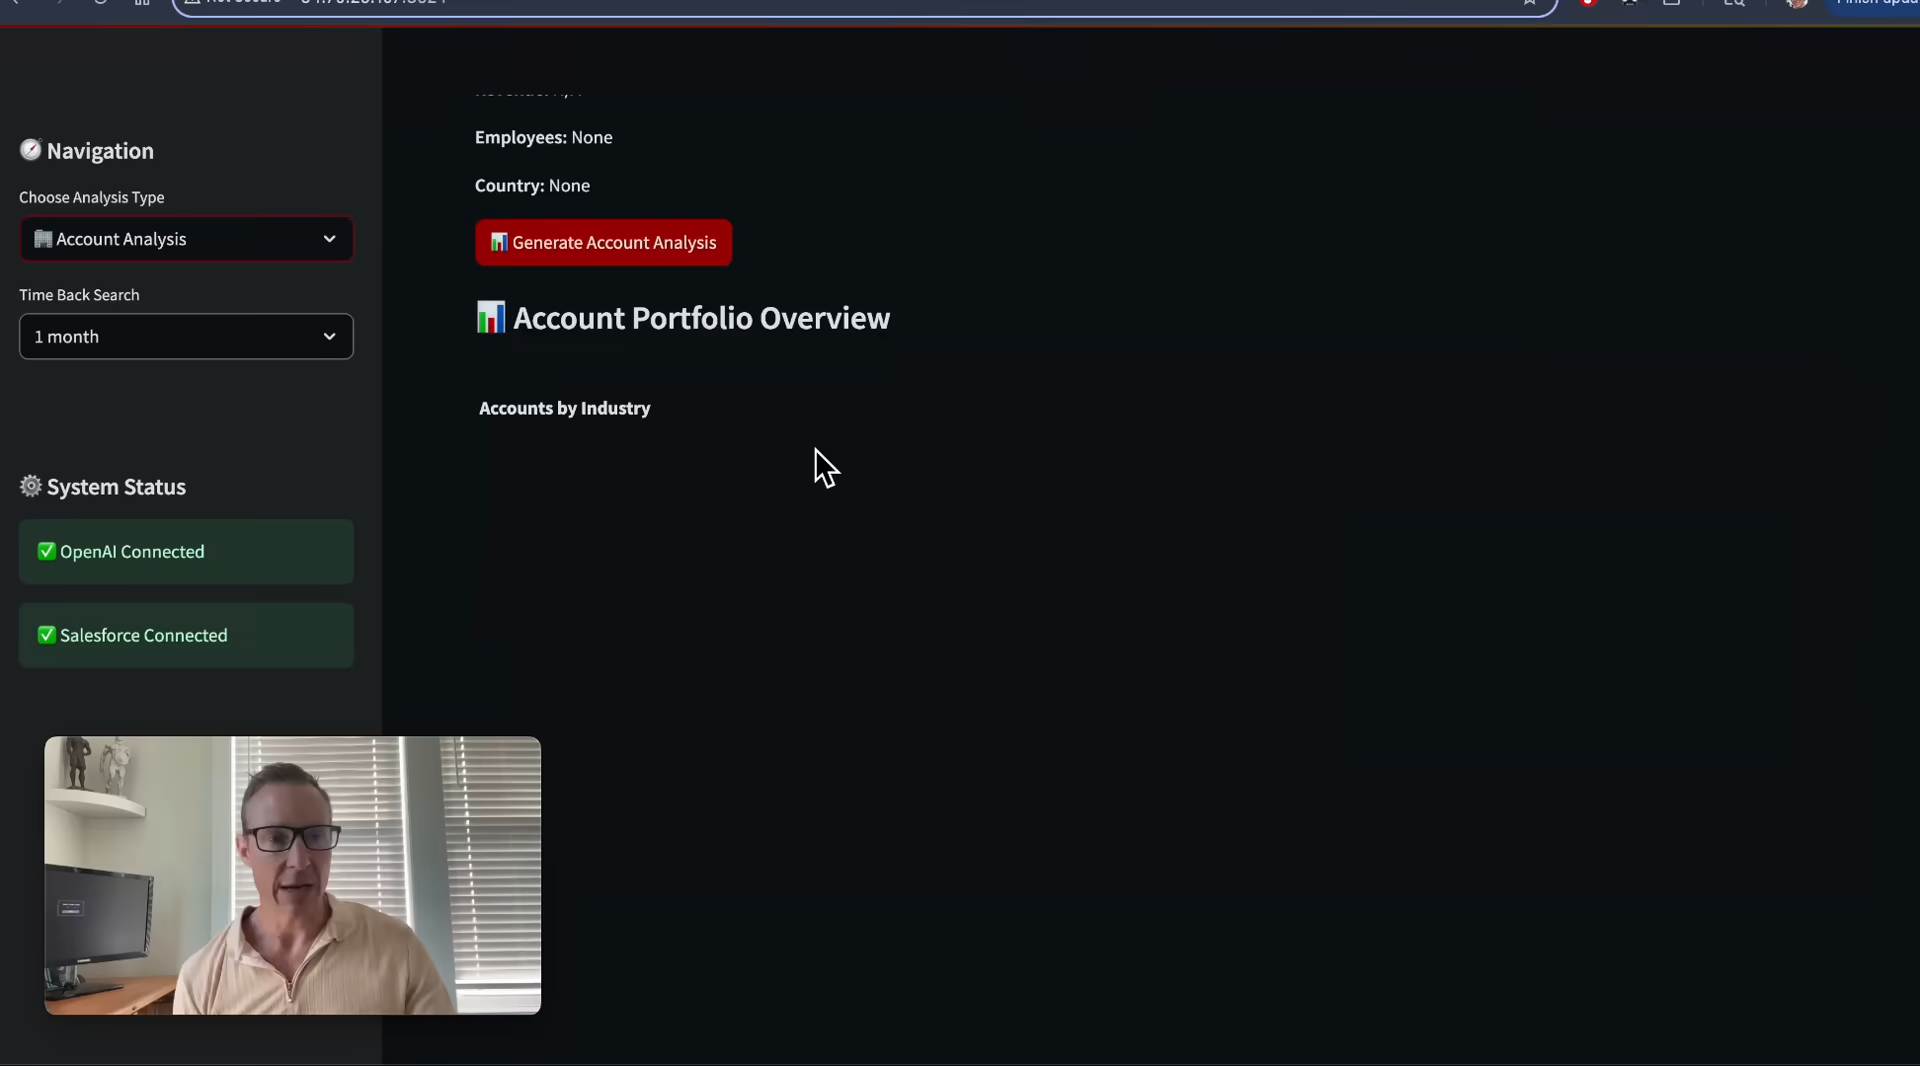 Navigation
Choose Analysis Type
Account Analysis
Time Back Search
1 month
System Status
✅ OpenAI Connected
✅ Salesforce Connected
Employees: None
Country: None
Generate Account Analysis
Account Portfolio Overview
Accounts by Industry